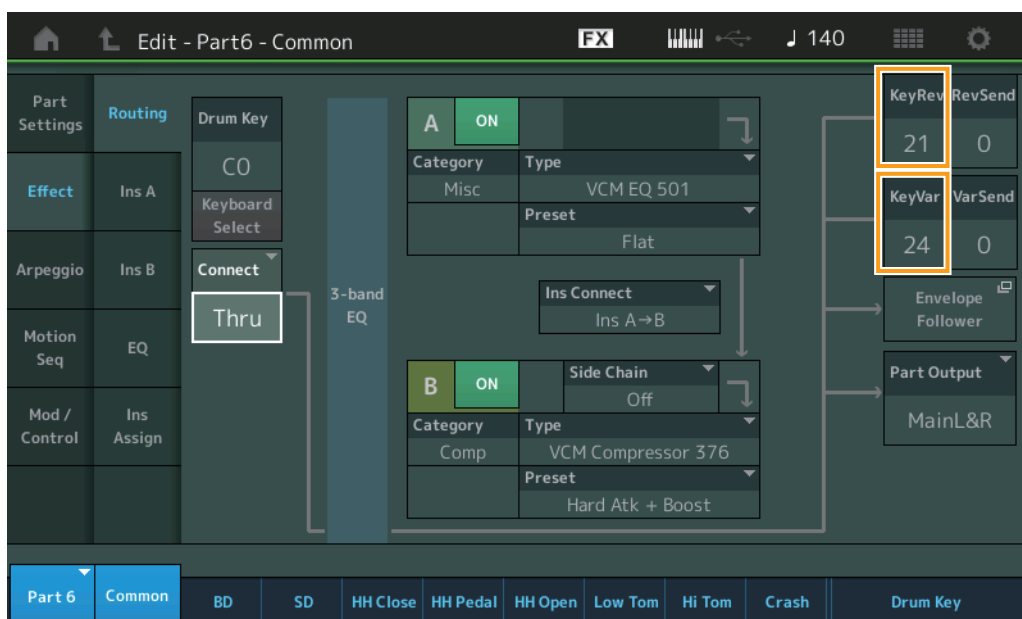 Edit - Part6 - Common
FX
♩ 140
Part
Settings
Effect
Arpeggio
Motion
Seq
Mod /
Control
Routing
Ins A
Ins B
EQ
Ins
Assign
Drum Key
C0
Keyboard
Select
Connect
Thru
3-band
EQ
A
ON
Category
Misc
Type
VCM EQ 501
Preset
Flat
Ins Connect
Ins A→B
B
ON
Side Chain
Off
Category
Comp
Type
VCM Compressor 376
Preset
Hard Atk + Boost
KeyRev
RevSend
21
0
KeyVar
VarSend
24
0
Envelope
Follower
Part Output
MainL&R
Part 6
Common
BD
SD
HH Close
HH Pedal
HH Open
Low Tom
Hi Tom
Crash
Drum Key